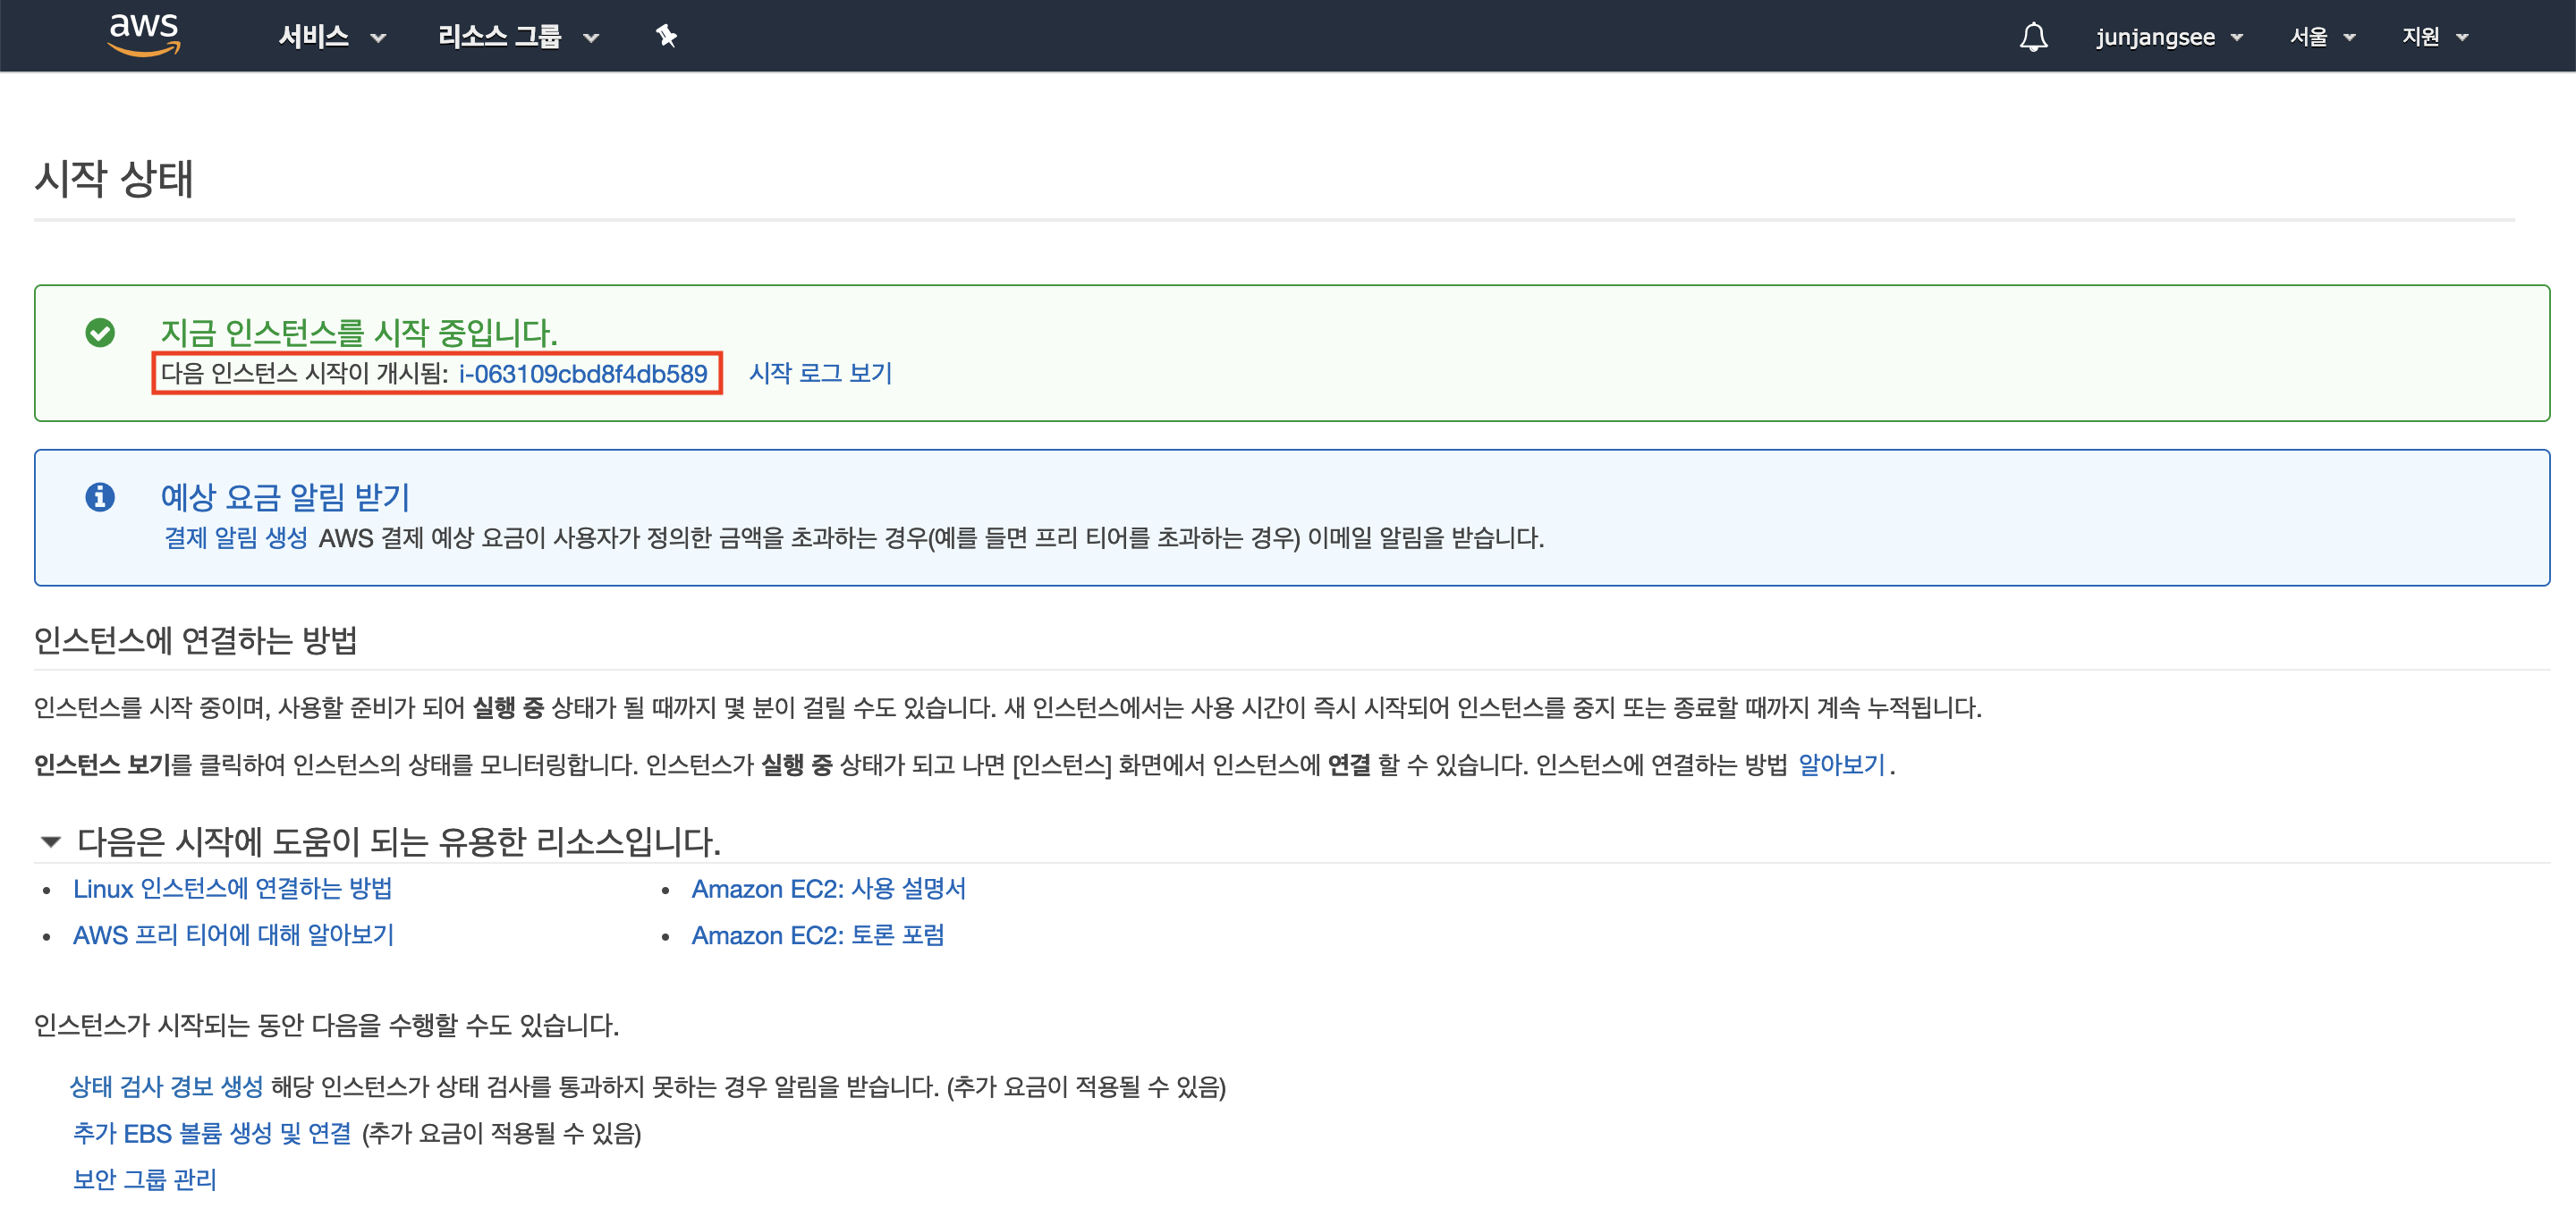 aws 서비스 리소스 그룹 junjangsee 서울 지원
시작 상태
지금 인스턴스를 시작 중입니다.
다음 인스턴스 시작이 개시됨: i-063109cbd8f4db589 시작 로그 보기
예상 요금 알림 받기
결제 알림 생성 AWS 결제 예상 요금이 사용자가 정의한 금액을 초과하는 경우(예를 들면 프리 티어를 초과하는 경우) 이메일 알림을 받습니다.
인스턴스에 연결하는 방법
인스턴스를 시작 중이며, 사용할 준비가 되어 실행 중 상태가 될 때까지 몇 분이 걸릴 수도 있습니다. 새 인스턴스에서는 사용 시간이 즉시 시작되어 인스턴스를 중지 또는 종료할 때까지 계속 누적됩니다.
인스턴스 보기를 클릭하여 인스턴스의 상태를 모니터링합니다. 인스턴스가 실행 중 상태가 되고 나면 [인스턴스] 화면에서 인스턴스에 연결 할 수 있습니다. 인스턴스에 연결하는 방법 알아보기.
다음은 시작에 도움이 되는 유용한 리소스입니다.
• Linux 인스턴스에 연결하는 방법 • Amazon EC2: 사용 설명서
• AWS 프리 티어에 대해 알아보기 • Amazon EC2: 토론 포럼
인스턴스가 시작되는 동안 다음을 수행할 수도 있습니다.
상태 검사 경보 생성 해당 인스턴스가 상태 검사를 통과하지 못하는 경우 알림을 받습니다. (추가 요금이 적용될 수 있음)
추가 EBS 볼륨 생성 및 연결 (추가 요금이 적용될 수 있음)
보안 그룹 관리